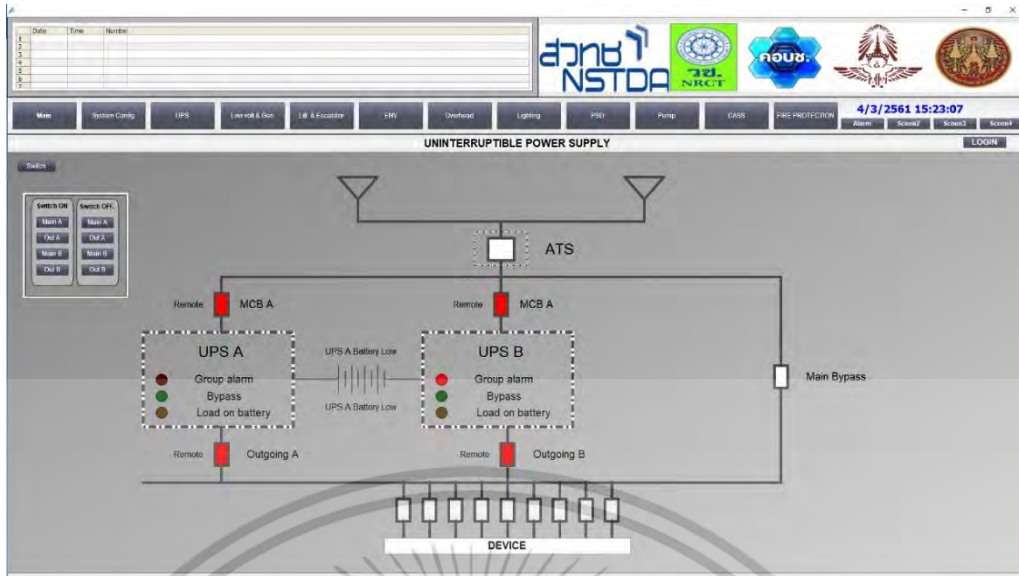 Date Time Number
1
2
3
4
5
6
7
สวทช
NSTDA
วช.
NRCT
คอบช.
Main System Config UPS Low volt & Gen Lift & Escalator ENV Overhead Lighting PSD Pump CASS FIRE PROTECTION
4/3/2561 15:23:07
Alarm Screen2 Screen3 Screen4
UNINTERRUPTIBLE POWER SUPPLY
LOGIN
Switch
Switch ON Switch OFF
Main A Main A
Out A Out A
Main B Main B
Out B Out B
ATS
Remote MCB A
Remote MCB A
UPS A
Group alarm
Bypass
Load on battery
UPS A Battery Low
UPS A Battery Low
UPS B
Group alarm
Bypass
Load on battery
Main Bypass
Remote Outgoing A
Remote Outgoing B
DEVICE